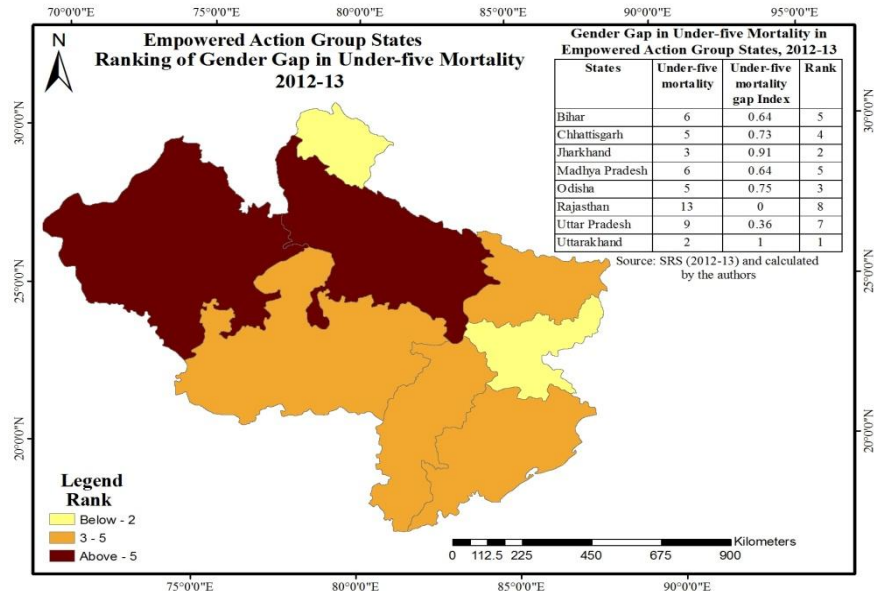 70°0'0"E 75°0'0"E 80°0'0"E 85°0'0"E 90°0'0"E 95°0'0"E
N
Empowered Action Group States
Ranking of Gender Gap in Under-five Mortality
2012-13
Gender Gap in Under-five Mortality in
Empowered Action Group States, 2012-13
States Under-five mortality Under-five mortality gap Index Rank
Bihar 6 0.64 5
Chhattisgarh 5 0.73 4
Jharkhand 3 0.91 2
Madhya Pradesh 6 0.64 5
Odisha 5 0.75 3
Rajasthan 13 0 8
Uttar Pradesh 9 0.36 7
Uttarakhand 2 1 1
Source: SRS (2012-13) and calculated
by the authors
30°0'0"N 30°0'0"N
25°0'0"N 25°0'0"N
20°0'0"N 20°0'0"N
Legend
Rank
Below - 2
3 - 5
Above - 5
Kilometers
0 112.5 225 450 675 900
75°0'0"E 80°0'0"E 85°0'0"E 90°0'0"E